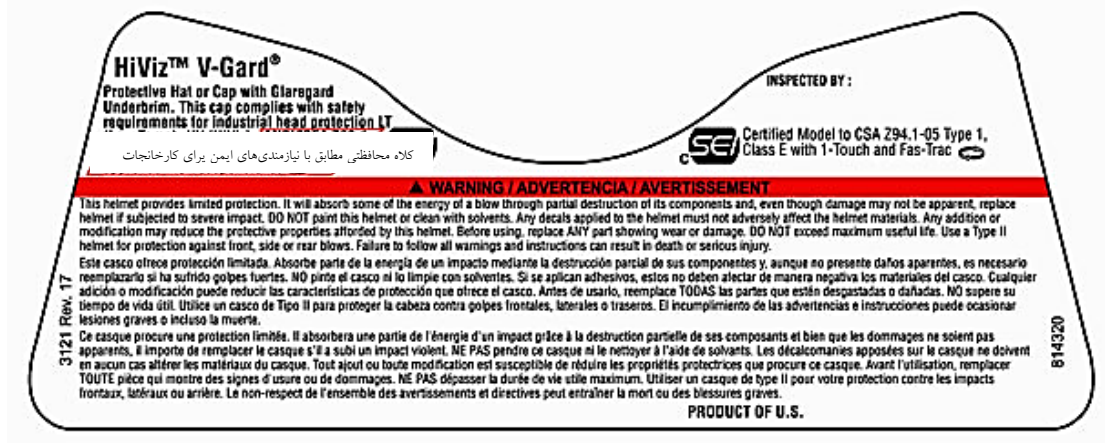 HiViz™ V-Gard®
Protective Hat or Cap with Glaregard
Underbrim. This cap complies with safety
requirements for industrial head protection LT
کلاه محافظتی مطابق با نیازمندی‌های ایمن برای کارخانجات
INSPECTED BY :
C SEI
Certified Model to CSA Z94.1-05 Type 1,
Class E with 1-Touch and Fas-Trac
▲ WARNING / ADVERTENCIA / AVERTISSEMENT
This helmet provides limited protection. It will absorb some of the energy of a blow through partial destruction of its components and, even though damage may not be apparent, replace
helmet if subjected to severe impact. DO NOT paint this helmet or clean with solvents. Any decals applied to the helmet must not adversely affect the helmet materials. Any addition or
modification may reduce the protective properties afforded by this helmet. Before using, replace ANY part showing wear or damage. DO NOT exceed maximum useful life. Use a Type II
helmet for protection against front, side or rear blows. Failure to follow all warnings and instructions can result in death or serious injury.
Este casco ofrece protección limitada. Absorbe parte de la energía de un impacto mediante la destrucción parcial de sus componentes y, aunque no presente daños aparentes, es necesario
reemplazarlo si ha sufrido golpes fuertes. NO pinte el casco ni lo limpie con solventes. Si se aplican adhesivos, estos no deben afectar de manera negativa los materiales del casco. Cualquier
adición o modificación puede reducir las características de protección que ofrece el casco. Antes de usarlo, reemplace TODAS las partes que estén desgastadas o dañadas. NO supere su
tiempo de vida útil. Utilice un casco de Tipo II para proteger la cabeza contra golpes frontales, laterales o traseros. El incumplimiento de las advertencias e instrucciones puede ocasionar
lesiones graves o incluso la muerte.
Ce casque procure une protection limitée. Il absorbera une partie de l'énergie d'un impact grâce à la destruction partielle de ses composants et bien que les dommages ne soient pas
apparents, il importe de remplacer le casque s'il a subi un impact violent. NE PAS pendre ce casque ni le nettoyer à l'aide de solvants. Les décalcomanies apposées sur le casque ne doivent
en aucun cas altérer les matériaux du casque. Tout ajout ou toute modification est susceptible de réduire les propriétés protectrices que procure ce casque. Avant l'utilisation, remplacer
TOUTE pièce qui montre des signes d'usure ou de dommages. NE PAS dépasser la durée de vie utile maximum. Utiliser un casque de type II pour votre protection contre les impacts
frontaux, latéraux ou arrière. Le non-respect de l'ensemble des avertissements et directives peut entraîner la mort ou des blessures graves.
PRODUCT OF U.S.
3121 Rev. 17
814320